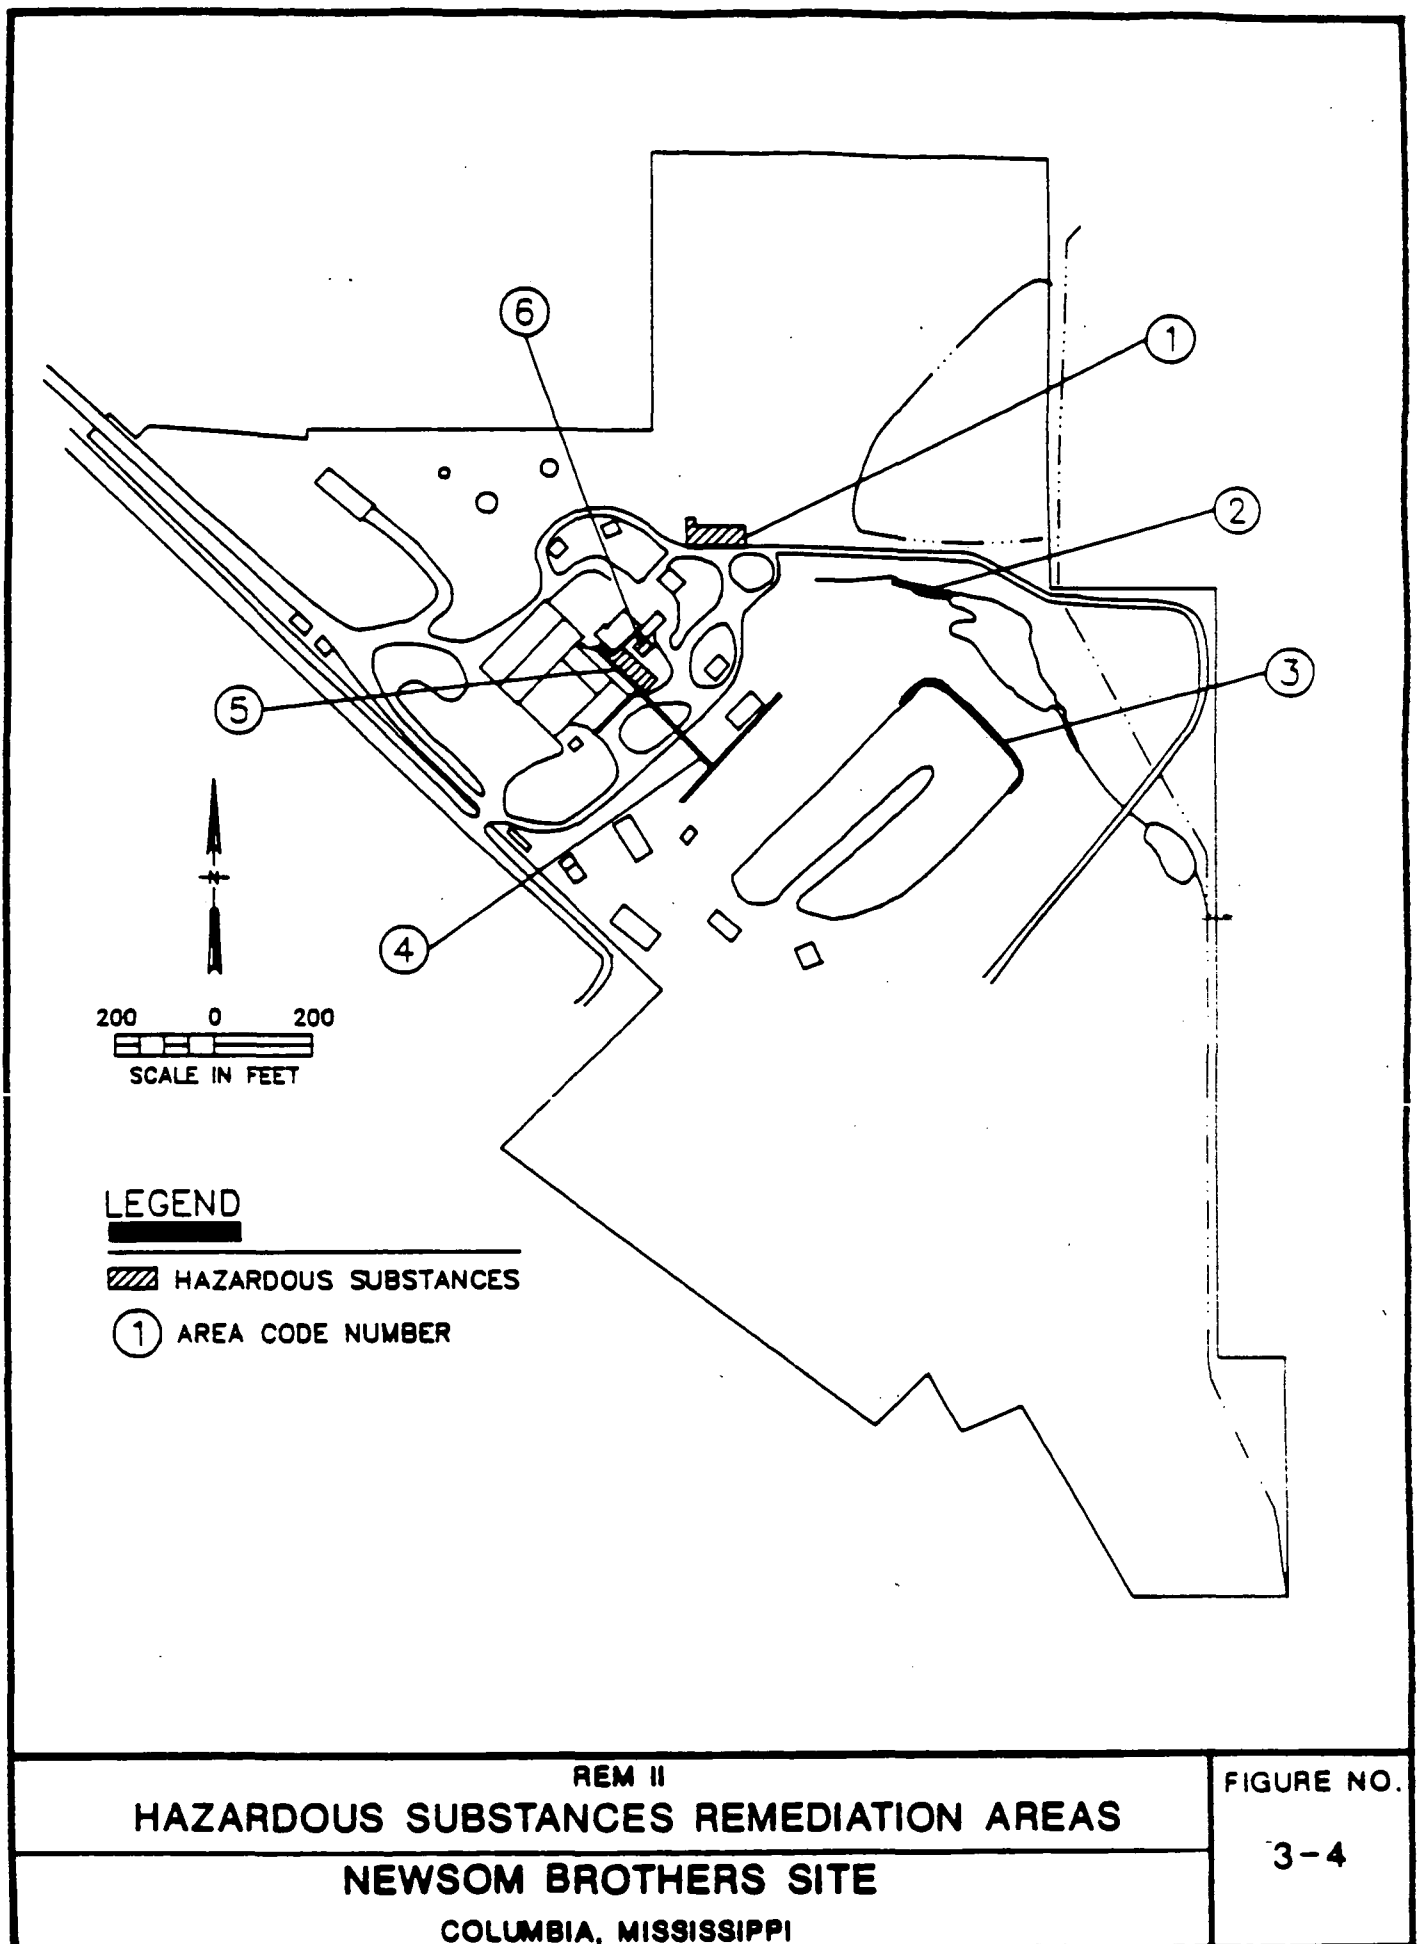 6
1
2
3
5
4
N
200 0 200
SCALE IN FEET
LEGEND
HAZARDOUS SUBSTANCES
1 AREA CODE NUMBER
REM II
HAZARDOUS SUBSTANCES REMEDIATION AREAS
NEWSOM BROTHERS SITE
COLUMBIA, MISSISSIPPI
FIGURE NO.
3-4